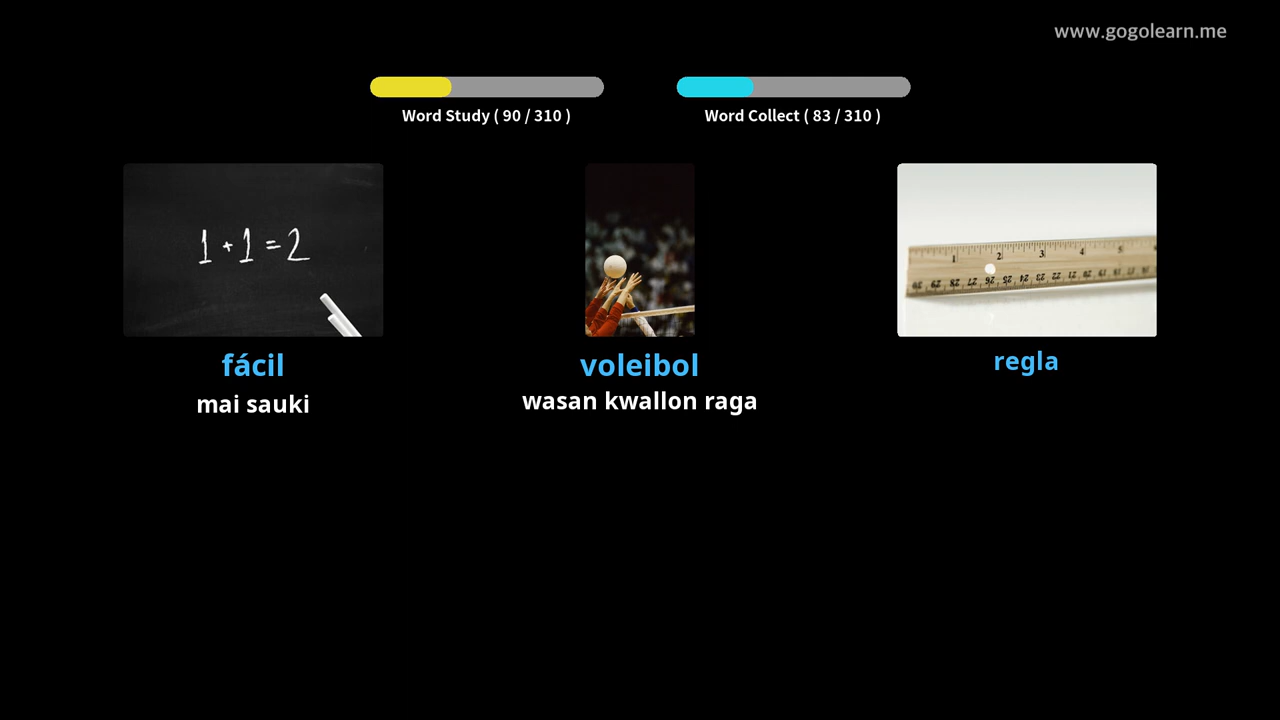 www.gogolearn.me
Word Study ( 90 / 310 )
Word Collect ( 83 / 310 )
1 + 1 = 2
fácil
mai sauki
voleibol
wasan kwallon raga
regla